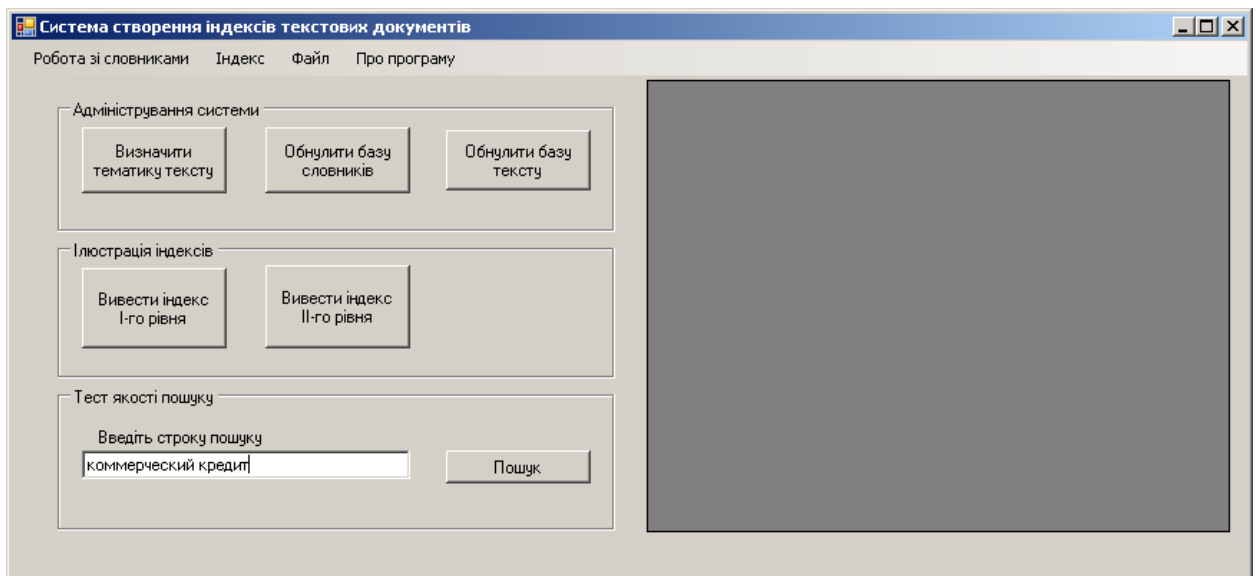 Система створення індексів текстових документів
Робота зі словниками Індекс Файл Про програму
Адміністрування системи
Визначити
тематику тексту
Обнулити базу
словників
Обнулити базу
тексту
Ілюстрація індексів
Вивести індекс
І-го рівня
Вивести індекс
ІІ-го рівня
Тест якості пошуку
Введіть строку пошуку
коммерческий кредит
Пошук